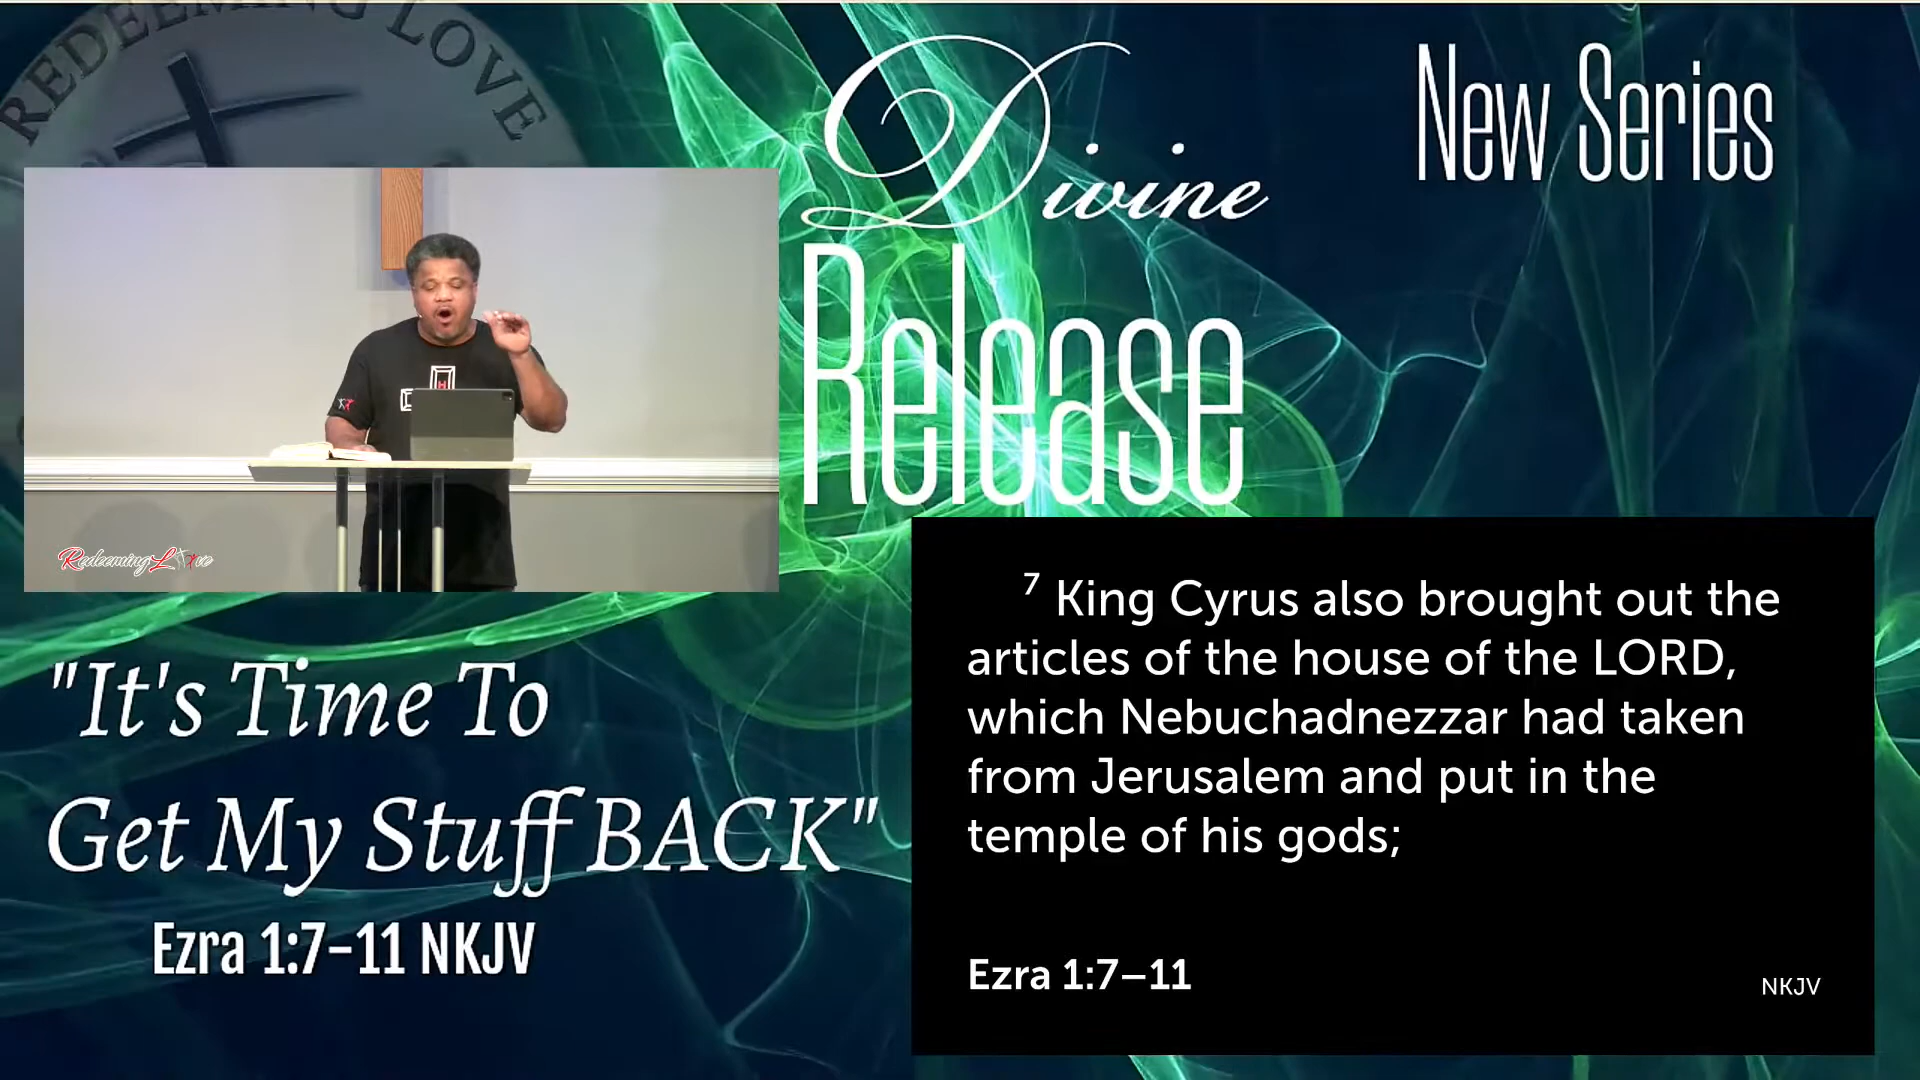 REDEEMING LOVE
Divine
Release
New Series
H
RedeemingLove
"It's Time To
Get My Stuff BACK"
Ezra 1:7-11 NKJV
7 King Cyrus also brought out the
articles of the house of the LORD,
which Nebuchadnezzar had taken
from Jerusalem and put in the
temple of his gods;
Ezra 1:7–11
NKJV